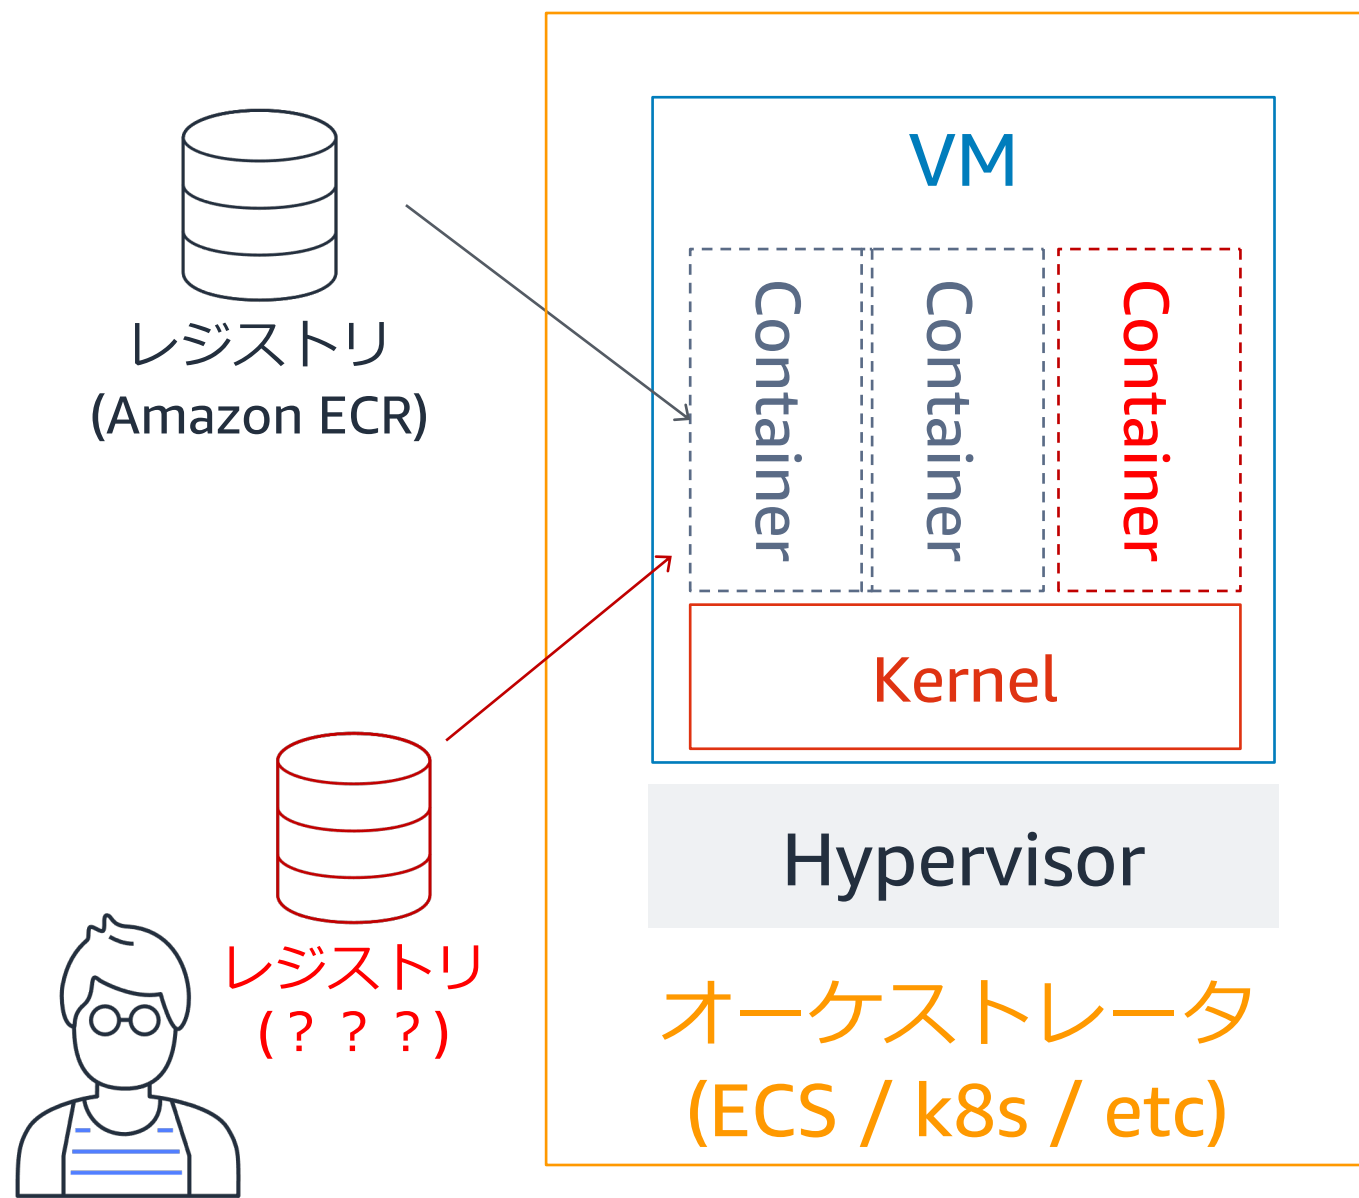 レジストリ
(Amazon ECR)
レジストリ
(？？？)
VM
Container
Container
Container
Kernel
Hypervisor
オーケストレータ
(ECS / k8s / etc)